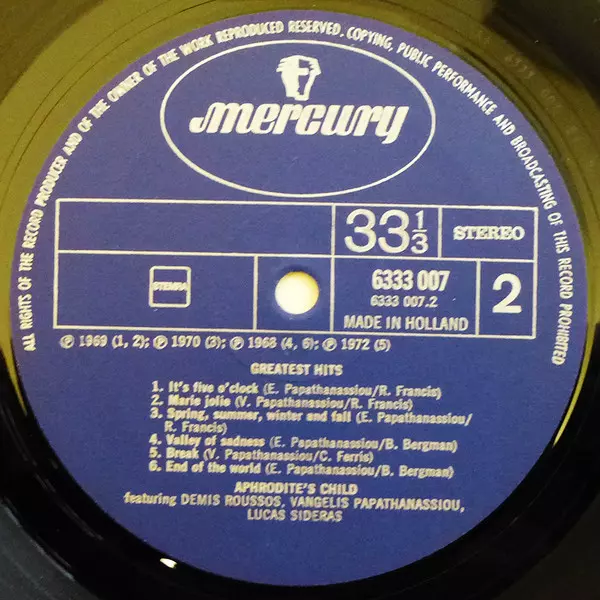 ALL RIGHTS OF THE RECORD PRODUCER AND OF THE OWNER OF THE WORK REPRODUCED RESERVED. COPYING, PUBLIC PERFORMANCE AND BROADCASTING OF THIS RECORD PROHIBITED
mercury
33 1/3
STEREO
STEMRA
6333 007
6333 007.2
MADE IN HOLLAND
2
℗ 1969 (1, 2); ℗ 1970 (3); ℗ 1968 (4, 6); ℗ 1972 (5)
GREATEST HITS
1. It's five o'clock (E. Papathanassiou/R. Francis)
2. Marie jolie (V. Papathanassiou/R. Francis)
3. Spring, summer, winter and fall (E. Papathanassiou/
R. Francis)
4. Valley of sadness (E. Papathanassiou/B. Bergman)
5. Break (V. Papathanassiou/C. Ferris)
6. End of the world (E. Papathanassiou/B. Bergman)
APHRODITE'S CHILD
featuring DEMIS ROUSSOS, VANGELIS PAPATHANASSIOU,
LUCAS SIDERAS